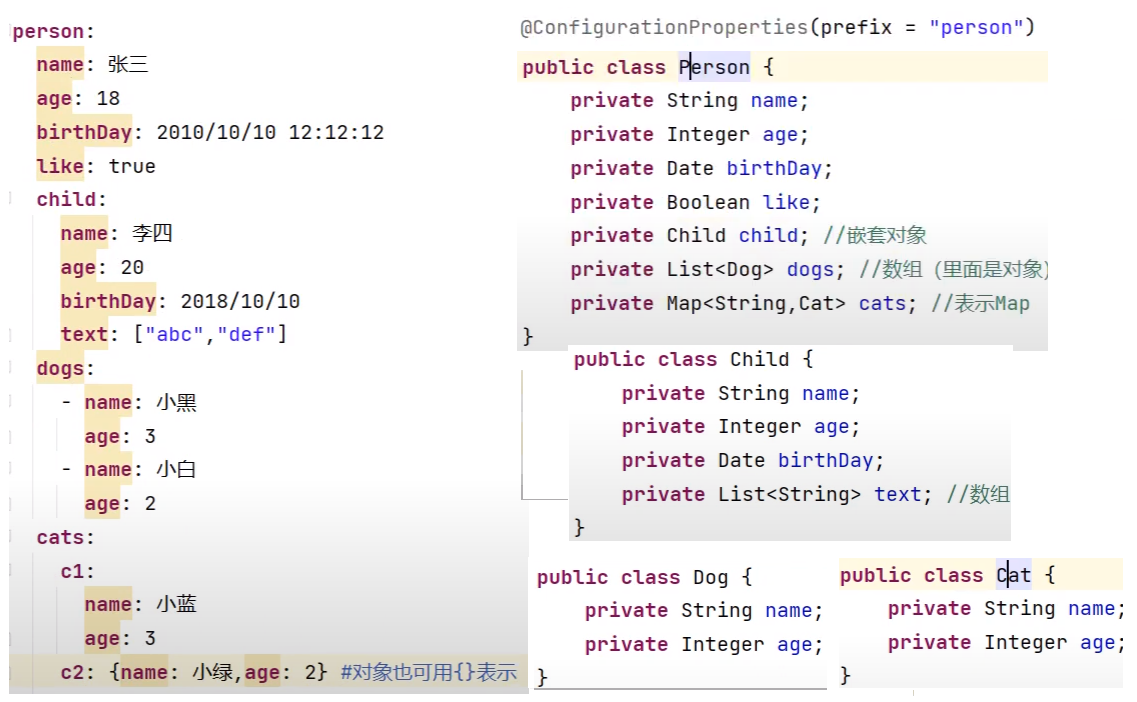 person:
name: 张三
age: 18
birthDay: 2010/10/10 12:12:12
like: true
child:
name: 李四
age: 20
birthDay: 2018/10/10
text: ["abc","def"]
dogs:
- name: 小黑
age: 3
- name: 小白
age: 2
cats:
c1:
name: 小蓝
age: 3
c2: {name: 小绿,age: 2} #对象也可用{}表示
@ConfigurationProperties(prefix = "person")
public class Person {
private String name;
private Integer age;
private Date birthDay;
private Boolean like;
private Child child; //嵌套对象
private List<Dog> dogs; //数组（里面是对象）
private Map<String,Cat> cats; //表示Map
}
public class Child {
private String name;
private Integer age;
private Date birthDay;
private List<String> text; //数组
}
public class Dog {
private String name;
private Integer age;
}
public class Cat {
private String name;
private Integer age;
}